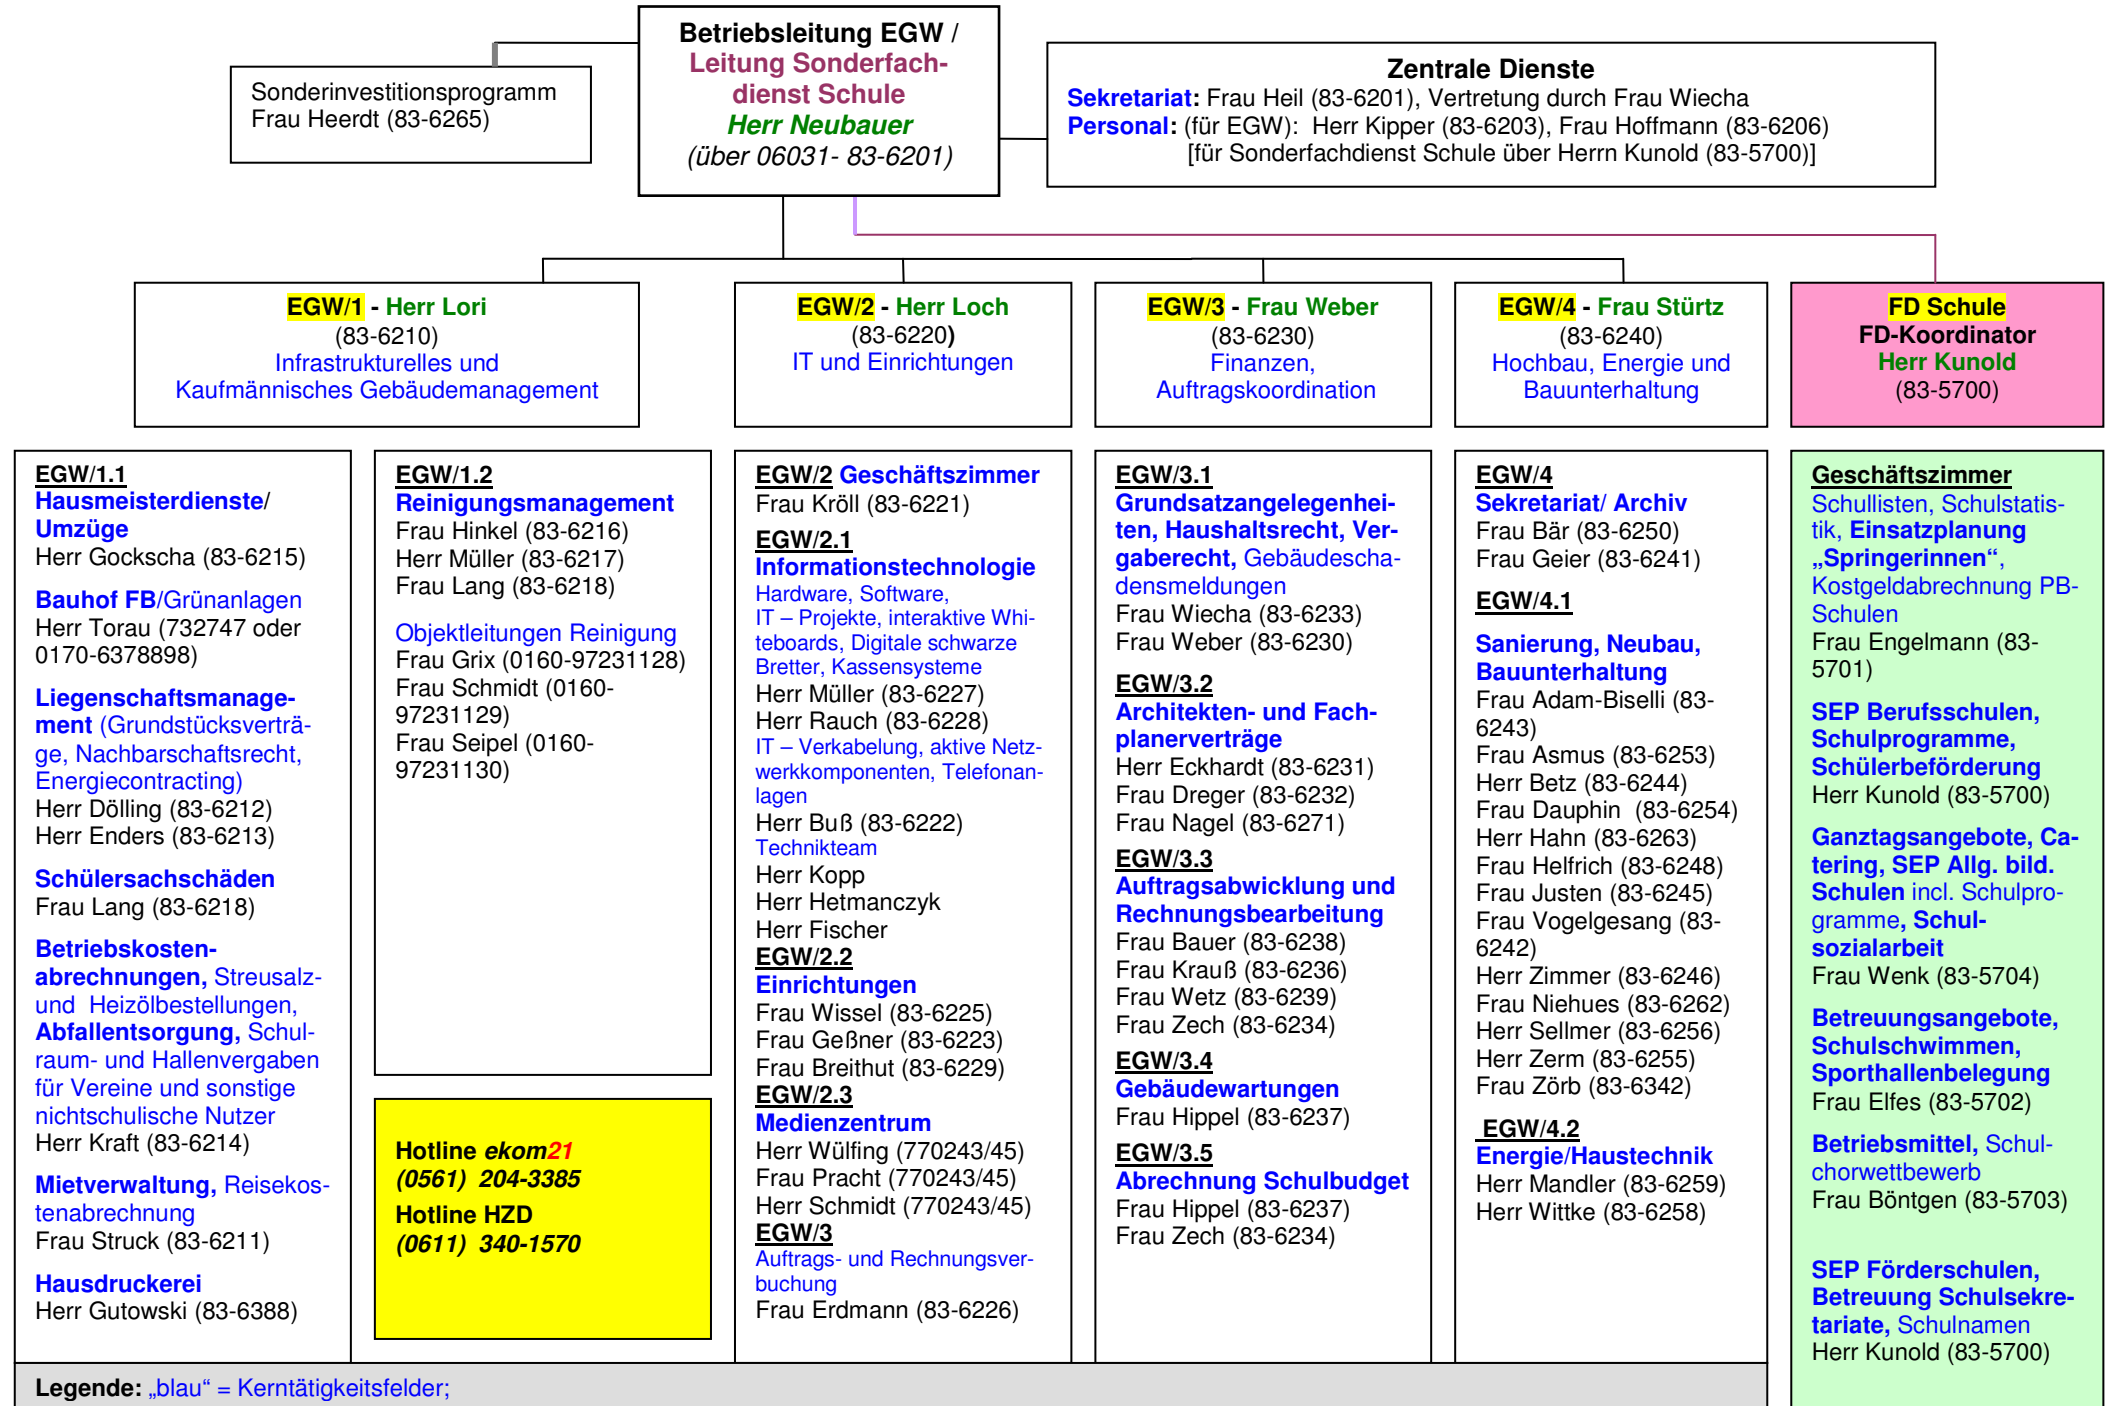 Betriebsleitung EGW /
Leitung Sonderfach-
dienst Schule
Herr Neubauer
(über 06031- 83-6201)
Sonderinvestitionsprogramm
Frau Heerdt (83-6265)
Zentrale Dienste
Sekretariat: Frau Heil (83-6201), Vertretung durch Frau Wiecha
Personal: (für EGW): Herr Kipper (83-6203), Frau Hoffmann (83-6206)
[für Sonderfachdienst Schule über Herrn Kunold (83-5700)]
EGW/1 - Herr Lori
(83-6210)
Infrastrukturelles und
Kaufmännisches Gebäudemanagement
EGW/2 - Herr Loch
(83-6220)
IT und Einrichtungen
EGW/3 - Frau Weber
(83-6230)
Finanzen,
Auftragskoordination
EGW/4 - Frau Stürtz
(83-6240)
Hochbau, Energie und
Bauunterhaltung
FD Schule
FD-Koordinator
Herr Kunold
(83-5700)
EGW/1.1
Hausmeisterdienste/
Umzüge
Herr Gockscha (83-6215)
Bauhof FB/Grünanlagen
Herr Torau (732747 oder
0170-6378898)
Liegenschaftsmanage-
ment (Grundstücksverträ-
ge, Nachbarschaftsrecht,
Energiecontracting)
Herr Dölling (83-6212)
Herr Enders (83-6213)
Schülersachschäden
Frau Lang (83-6218)
Betriebskosten-
abrechnungen, Streusalz-
und Heizölbestellungen,
Abfallentsorgung, Schul-
raum- und Hallenvergaben
für Vereine und sonstige
nichtschulische Nutzer
Herr Kraft (83-6214)
Mietverwaltung, Reisekos-
tenabrechnung
Frau Struck (83-6211)
Hausdruckerei
Herr Gutowski (83-6388)
EGW/1.2
Reinigungsmanagement
Frau Hinkel (83-6216)
Herr Müller (83-6217)
Frau Lang (83-6218)
Objektleitungen Reinigung
Frau Grix (0160-97231128)
Frau Schmidt (0160-
97231129)
Frau Seipel (0160-
97231130)
Hotline ekom21
(0561) 204-3385
Hotline HZD
(0611) 340-1570
EGW/2 Geschäftszimmer
Frau Kröll (83-6221)
EGW/2.1
Informationstechnologie
Hardware, Software,
IT – Projekte, interaktive Whi-
teboards, Digitale schwarze
Bretter, Kassensysteme
Herr Müller (83-6227)
Herr Rauch (83-6228)
IT – Verkabelung, aktive Netz-
werkkomponenten, Telefonan-
lagen
Herr Buß (83-6222)
Technikteam
Herr Kopp
Herr Hetmanczyk
Herr Fischer
EGW/2.2
Einrichtungen
Frau Wissel (83-6225)
Frau Geßner (83-6223)
Frau Breithut (83-6229)
EGW/2.3
Medienzentrum
Herr Wülfing (770243/45)
Frau Pracht (770243/45)
Herr Schmidt (770243/45)
EGW/3
Auftrags- und Rechnungsver-
buchung
Frau Erdmann (83-6226)
EGW/3.1
Grundsatzangelegenhei-
ten, Haushaltsrecht, Ver-
gaberecht, Gebäudescha-
densmeldungen
Frau Wiecha (83-6233)
Frau Weber (83-6230)
EGW/3.2
Architekten- und Fach-
planerverträge
Herr Eckhardt (83-6231)
Frau Dreger (83-6232)
Frau Nagel (83-6271)
EGW/3.3
Auftragsabwicklung und
Rechnungsbearbeitung
Frau Bauer (83-6238)
Frau Krauß (83-6236)
Frau Wetz (83-6239)
Frau Zech (83-6234)
EGW/3.4
Gebäudewartungen
Frau Hippel (83-6237)
EGW/3.5
Abrechnung Schulbudget
Frau Hippel (83-6237)
Frau Zech (83-6234)
EGW/4
Sekretariat/ Archiv
Frau Bär (83-6250)
Frau Geier (83-6241)
EGW/4.1
Sanierung, Neubau,
Bauunterhaltung
Frau Adam-Biselli (83-
6243)
Frau Asmus (83-6253)
Herr Betz (83-6244)
Frau Dauphin (83-6254)
Herr Hahn (83-6263)
Frau Helfrich (83-6248)
Frau Justen (83-6245)
Frau Vogelgesang (83-
6242)
Herr Zimmer (83-6246)
Frau Niehues (83-6262)
Herr Sellmer (83-6256)
Herr Zerm (83-6255)
Frau Zörb (83-6342)
EGW/4.2
Energie/Haustechnik
Herr Mandler (83-6259)
Herr Wittke (83-6258)
Geschäftszimmer
Schullisten, Schulstatis-
tik, Einsatzplanung
„Springerinnen“,
Kostgeldabrechnung PB-
Schulen
Frau Engelmann (83-
5701)
SEP Berufsschulen,
Schulprogramme,
Schülerbeförderung
Herr Kunold (83-5700)
Ganztagsangebote, Ca-
tering, SEP Allg. bild.
Schulen incl. Schulpro-
gramme, Schul-
sozialarbeit
Frau Wenk (83-5704)
Betreuungsangebote,
Schulschwimmen,
Sporthallenbelegung
Frau Elfes (83-5702)
Betriebsmittel, Schul-
chorwettbewerb
Frau Böntgen (83-5703)
SEP Förderschulen,
Betreuung Schulsekre-
tariate, Schulnamen
Herr Kunold (83-5700)
Legende: „blau“ = Kerntätigkeitsfelder;